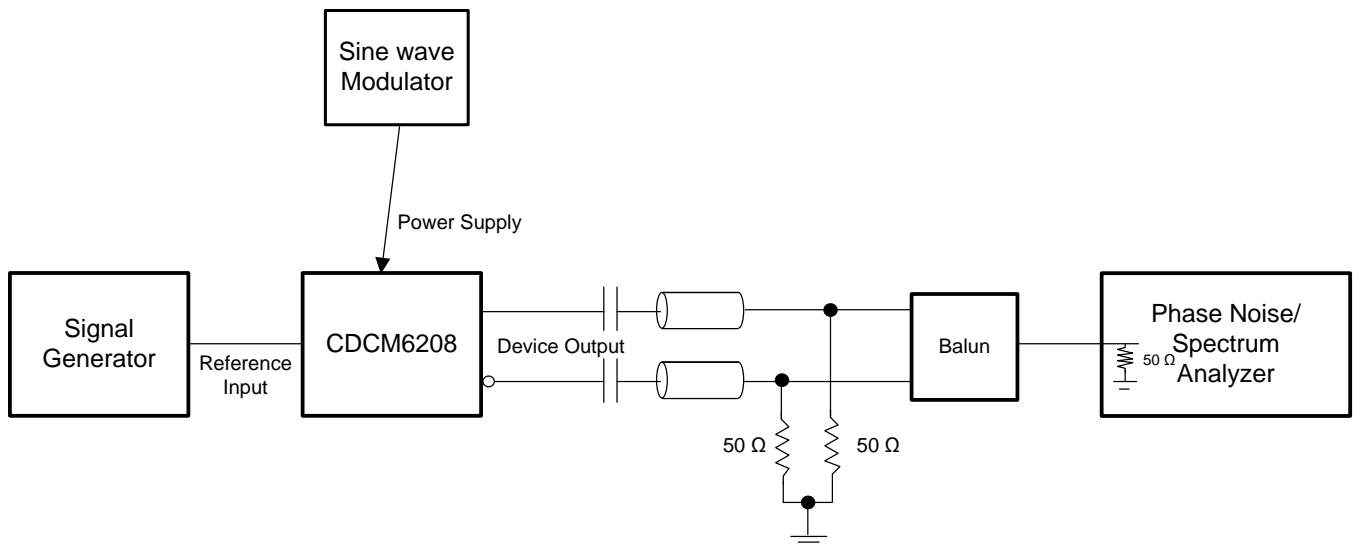 Sine wave
Modulator
Power Supply
Signal
Generator
Reference
Input
CDCM6208
Device Output
Balun
Phase Noise/
Spectrum
Analyzer
50 Ω
50 Ω
50 Ω